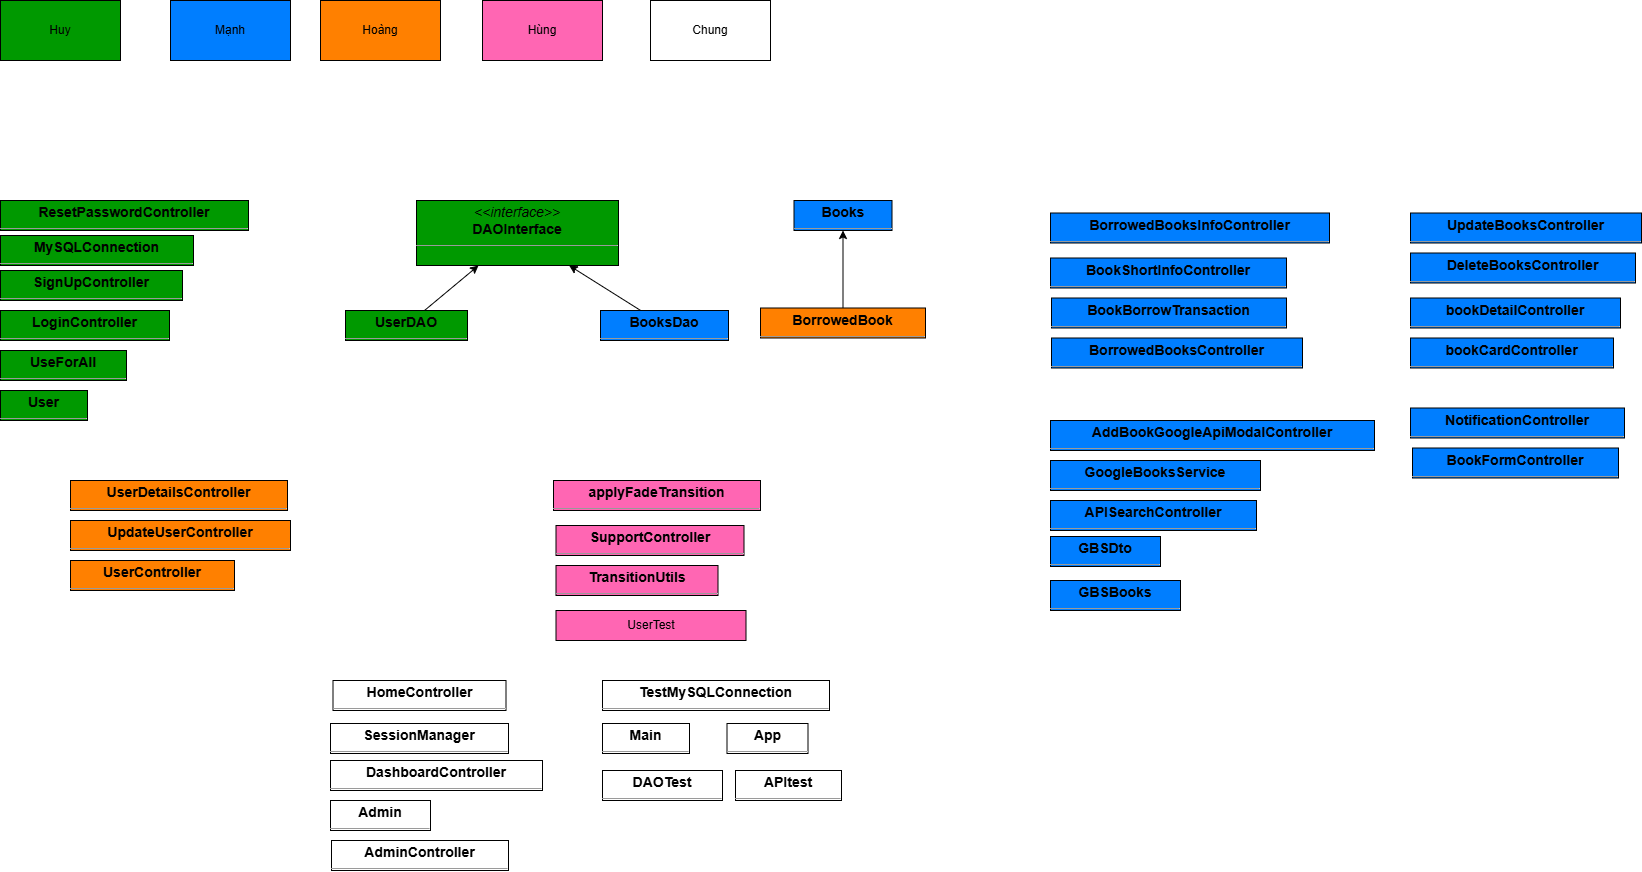 Huy
Mạnh
Hoàng
Hùng
Chung
ResetPasswordController
MySQLConnection
SignUpController
LoginController
UseForAll
User
<<interface>>
DAOInterface
UserDAO
BooksDao
Books
BorrowedBook
BorrowedBooksInfoController
BookShortInfoController
BookBorrowTransaction
BorrowedBooksController
UpdateBooksController
DeleteBooksController
bookDetailController
bookCardController
AddBookGoogleApiModalController
GoogleBooksService
APISearchController
GBSDto
GBSBooks
NotificationController
BookFormController
UserDetailsController
UpdateUserController
UserController
applyFadeTransition
SupportController
TransitionUtils
UserTest
HomeController
SessionManager
DashboardController
Admin
AdminController
TestMySQLConnection
Main
App
DAOTest
APItest